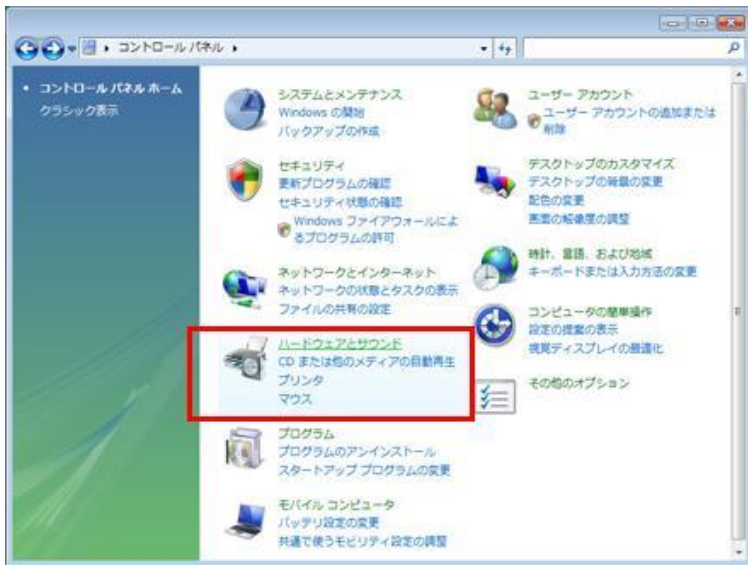 コントロール パネル
コントロール パネル ホーム
クラシック表示
システムとメンテナンス
Windows の開始
バックアップの作成
セキュリティ
更新プログラムの確認
セキュリティ状態の確認
Windows ファイアウォールによ
るプログラムの許可
ネットワークとインターネット
ネットワークの状態とタスクの表示
ファイルの共有の設定
ハードウェアとサウンド
CD または他のメディアの自動再生
プリンタ
マウス
プログラム
プログラムのアンインストール
スタートアップ プログラムの変更
モバイル コンピュータ
バッテリ設定の変更
共通で使うモビリティ設定の調整
ユーザー アカウント
ユーザー アカウントの追加または
削除
デスクトップのカスタマイズ
デスクトップの背景の変更
配色の変更
画面の解像度の調整
時計、言語、および地域
キーボードまたは入力方法の変更
コンピュータの簡単操作
設定の提案の表示
視覚ディスプレイの最適化
その他のオプション